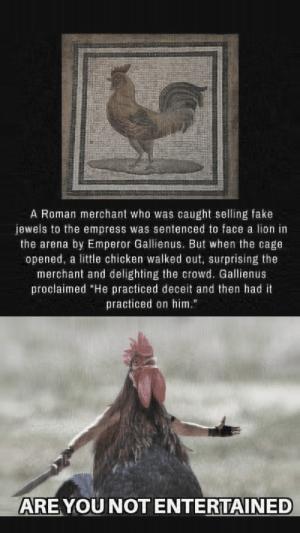 A Roman merchant who was caught selling fake
jewels to the empress was sentenced to face a lion in
the arena by Emperor Gallienus. But when the cage
opened, a little chicken walked out, surprising the
merchant and delighting the crowd. Gallienus
proclaimed "He practiced deceit and then had it
practiced on him."
ARE YOU NOT ENTERTAINED